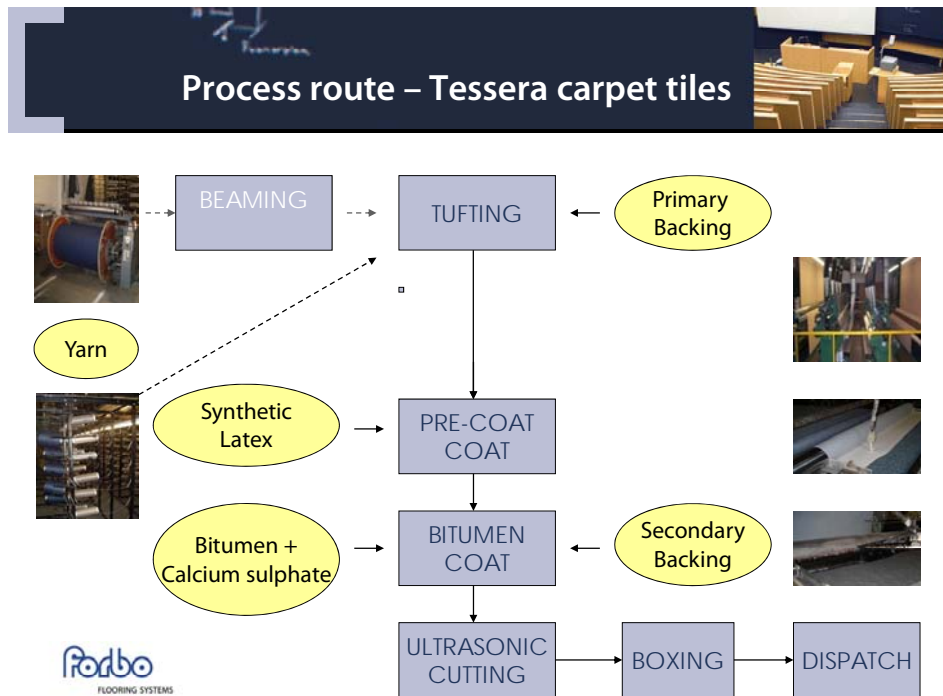 Process route – Tessera carpet tiles
BEAMING
TUFTING
Primary
Backing
Yarn
Synthetic
Latex
PRE-COAT
COAT
Bitumen +
Calcium sulphate
BITUMEN
COAT
Secondary
Backing
ULTRASONIC
CUTTING
BOXING
DISPATCH
Forbo
FLOORING SYSTEMS